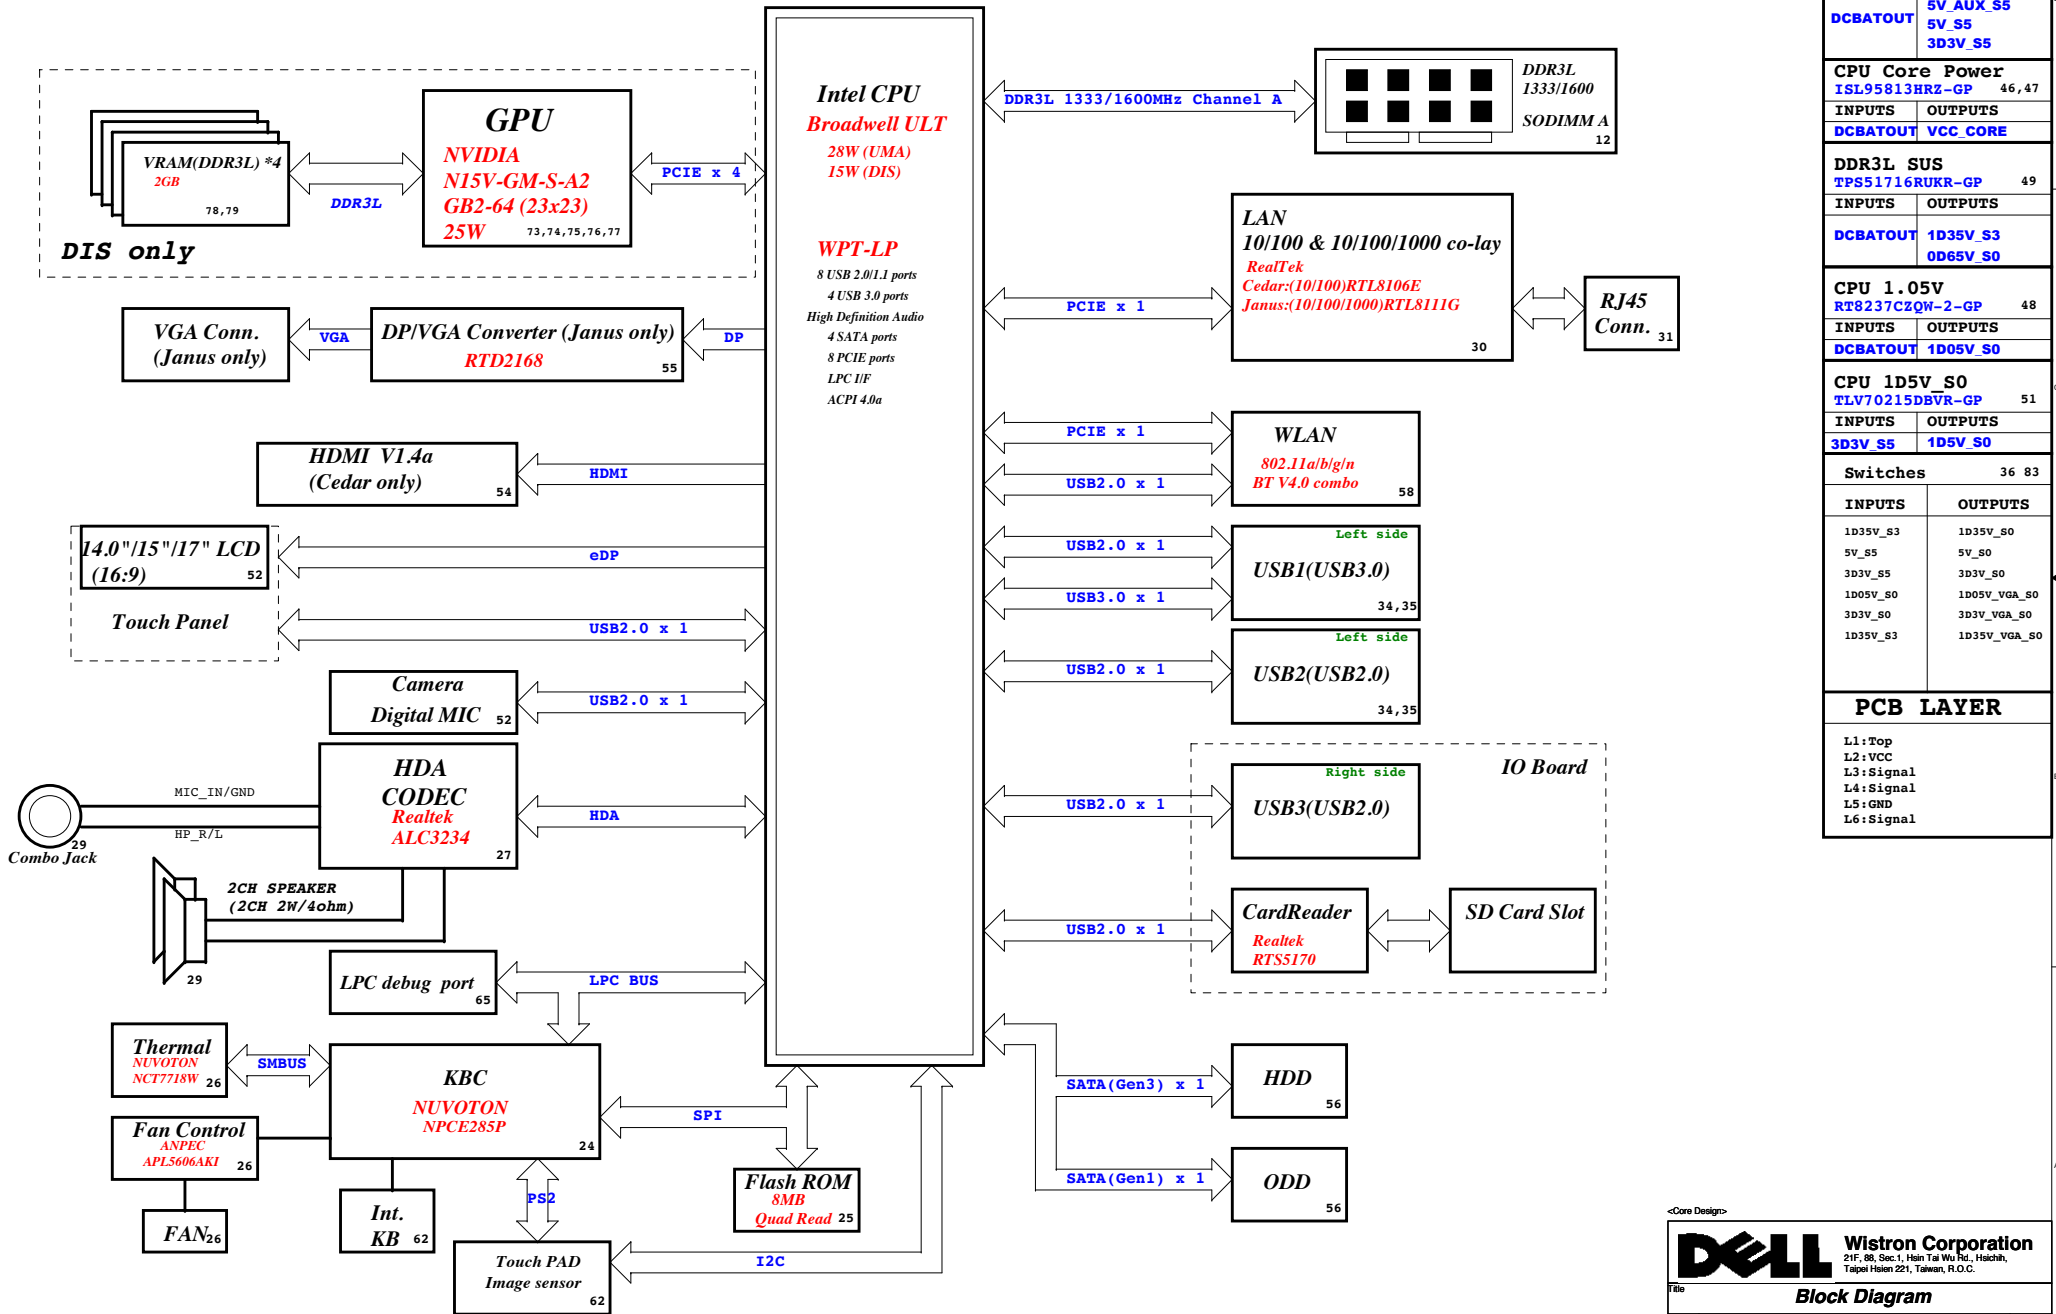 VRAM(DDR3L) *4
2GB
78,79
DDR3L
GPU
NVIDIA
N15V-GM-S-A2
GB2-64 (23x23)
25W
73,74,75,76,77
PCIE x 4
DIS only
VGA Conn.
(Janus only)
VGA
DP/VGA Converter (Janus only)
RTD2168
55
DP
HDMI V1.4a
(Cedar only)
54
HDMI
14.0"/15"/17" LCD
(16:9)
52
eDP
Touch Panel
USB2.0 x 1
Camera
Digital MIC
52
USB2.0 x 1
HDA
CODEC
Realtek
ALC3234
27
HDA
MIC_IN/GND
HP_R/L
29
Combo Jack
2CH SPEAKER
(2CH 2W/4ohm)
29
LPC debug port
65
LPC BUS
Thermal
NUVOTON
NCT7718W
26
SMBUS
KBC
NUVOTON
NPCE285P
24
SPI
Fan Control
ANPEC
APL5606AKI
26
FAN
26
Int.
KB
62
PS2
Touch PAD
Image sensor
62
I2C
Flash ROM
8MB
Quad Read
25
Intel CPU
Broadwell ULT
28W (UMA)
15W (DIS)
WPT-LP
8 USB 2.0/1.1 ports
4 USB 3.0 ports
High Definition Audio
4 SATA ports
8 PCIE ports
LPC I/F
ACPI 4.0a
DDR3L 1333/1600MHz Channel A
DDR3L
1333/1600
SODIMM A
12
PCIE x 1
LAN
10/100 & 10/100/1000 co-lay
RealTek
Cedar:(10/100)RTL8106E
Janus:(10/100/1000)RTL8111G
30
RJ45
Conn.
31
PCIE x 1
USB2.0 x 1
WLAN
802.11a/b/g/n
BT V4.0 combo
58
USB2.0 x 1
USB3.0 x 1
Left side
USB1(USB3.0)
34,35
USB2.0 x 1
Left side
USB2(USB2.0)
34,35
IO Board
USB2.0 x 1
Right side
USB3(USB2.0)
USB2.0 x 1
CardReader
Realtek
RTS5170
SD Card Slot
SATA(Gen3) x 1
HDD
56
SATA(Gen1) x 1
ODD
56
DCBATOUT
5V_AUX_S5
5V_S5
3D3V_S5
CPU Core Power
ISL95813HRZ-GP 46,47
INPUTS OUTPUTS
DCBATOUT VCC_CORE
DDR3L SUS
TPS51716RUKR-GP 49
INPUTS OUTPUTS
DCBATOUT 1D35V_S3
0D65V_S0
CPU 1.05V
RT8237CZQW-2-GP 48
INPUTS OUTPUTS
DCBATOUT 1D05V_S0
CPU 1D5V_S0
TLV70215DBVR-GP 51
INPUTS OUTPUTS
3D3V_S5 1D5V_S0
Switches 36 83
INPUTS OUTPUTS
1D35V_S3 1D35V_S0
5V_S5 5V_S0
3D3V_S5 3D3V_S0
1D05V_S0 1D05V_VGA_S0
3D3V_S0 3D3V_VGA_S0
1D35V_S3 1D35V_VGA_S0
PCB LAYER
L1:Top
L2:VCC
L3:Signal
L4:Signal
L5:GND
L6:Signal
<Core Design>
DELL
Wistron Corporation
21F, 88, Sec.1, Hsin Tai Wu Rd., Hsichih,
Taipei Hsien 221, Taiwan, R.O.C.
Title
Block Diagram